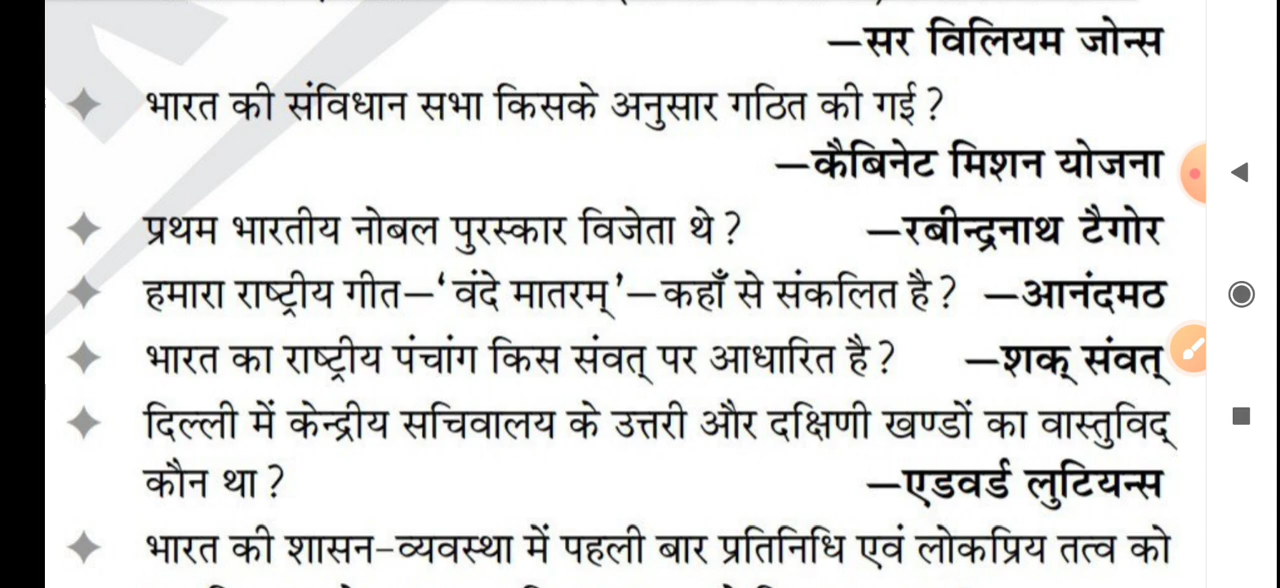 —सर विलियम जोन्स
✦ भारत की संविधान सभा किसके अनुसार गठित की गई ?
—कैबिनेट मिशन योजना
✦ प्रथम भारतीय नोबल पुरस्कार विजेता थे ? —रबीन्द्रनाथ टैगोर
✦ हमारा राष्ट्रीय गीत–‘वंदे मातरम्’–कहाँ से संकलित है ? —आनंदमठ
✦ भारत का राष्ट्रीय पंचांग किस संवत् पर आधारित है ? —शक् संवत्
✦ दिल्ली में केन्द्रीय सचिवालय के उत्तरी और दक्षिणी खण्डों का वास्तुविद्
कौन था ? —एडवर्ड लुटियन्स
✦ भारत की शासन-व्यवस्था में पहली बार प्रतिनिधि एवं लोकप्रिय तत्व को